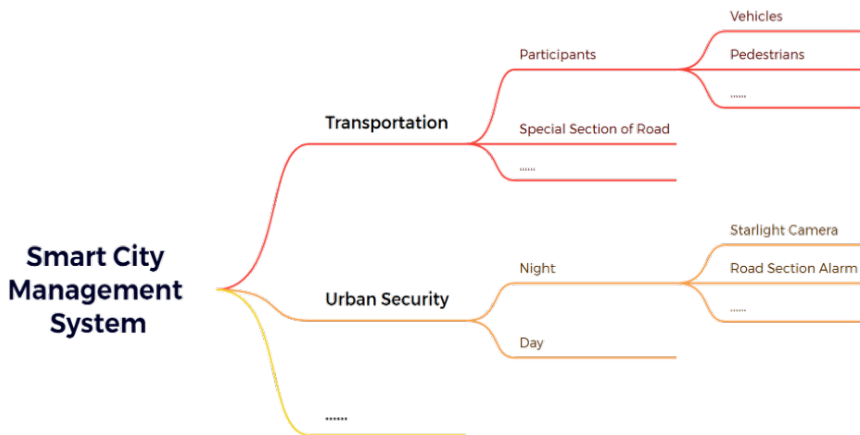 Smart City
Management
System
Transportation
Participants
Vehicles
Pedestrians
......
Special Section of Road
......
Urban Security
Night
Starlight Camera
Road Section Alarm
......
Day
......